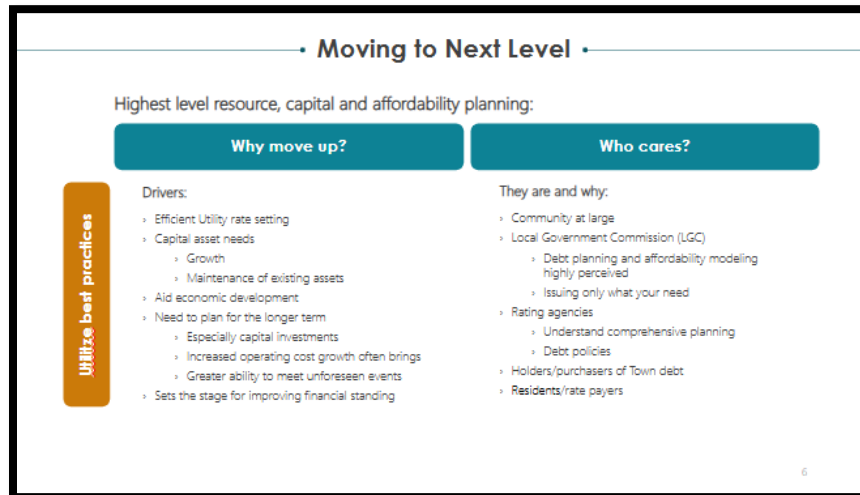 Moving to Next Level
Highest level resource, capital and affordability planning:
Why move up?
Who cares?
Utilitze best practices
Drivers:
› Efficient Utility rate setting
› Capital asset needs
› Growth
› Maintenance of existing assets
› Aid economic development
› Need to plan for the longer term
› Especially capital investments
› Increased operating cost growth often brings
› Greater ability to meet unforeseen events
› Sets the stage for improving financial standing
They are and why:
› Community at large
› Local Government Commission (LGC)
› Debt planning and affordability modeling
highly perceived
› Issuing only what your need
› Rating agencies
› Understand comprehensive planning
› Debt policies
› Holders/purchasers of Town debt
› Residents/rate payers
6